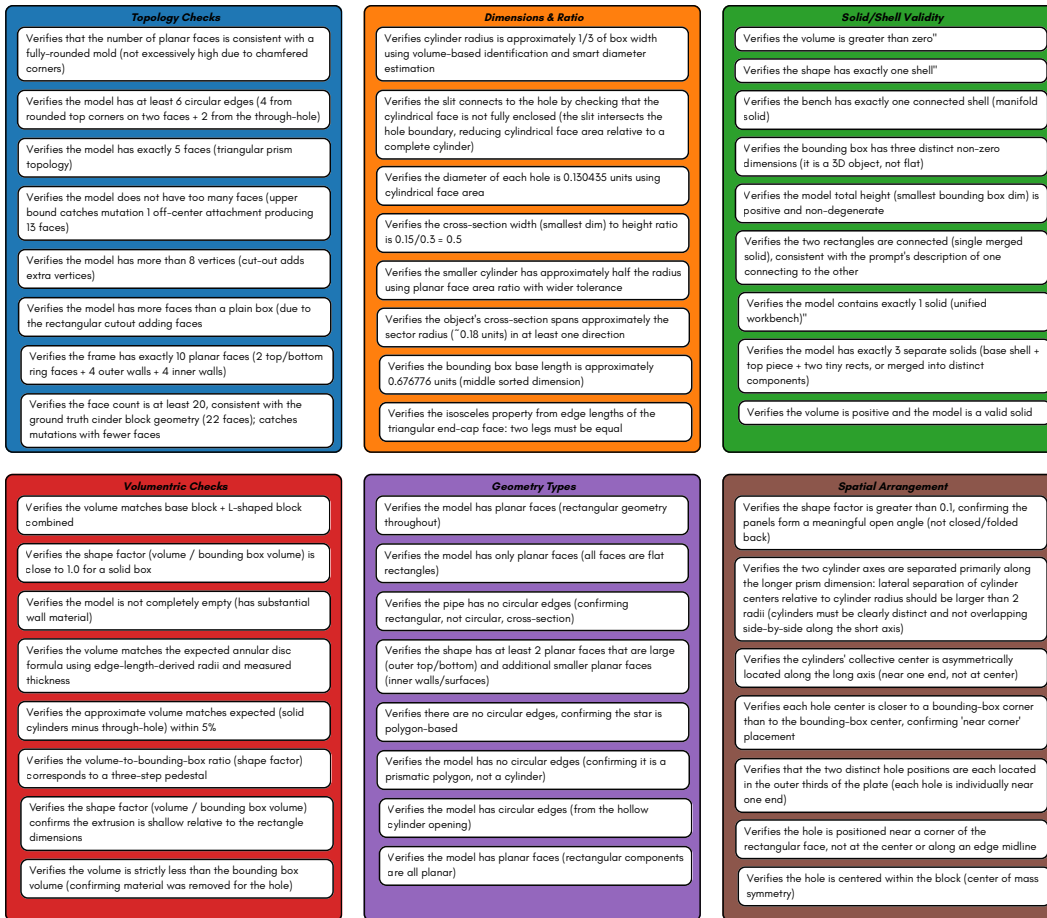 Topology Checks
Verifies that the number of planar faces is consistent with a
fully-rounded mold (not excessively high due to chamfered
corners)
Verifies the model has at least 6 circular edges (4 from
rounded top corners on two faces + 2 from the through-hole)
Verifies the model has exactly 5 faces (triangular prism
topology)
Verifies the model does not have too many faces (upper
bound catches mutation 1 off-center attachment producing
13 faces)
Verifies the model has more than 8 vertices (cut-out adds
extra vertices)
Verifies the model has more faces than a plain box (due to
the rectangular cutout adding faces
Verifies the frame has exactly 10 planar faces (2 top/bottom
ring faces + 4 outer walls + 4 inner walls)
Verifies the face count is at least 20, consistent with the
ground truth cinder block geometry (22 faces); catches
mutations with fewer faces
Dimensions & Ratio
Verifies cylinder radius is approximately 1/3 of box width
using volume-based identification and smart diameter
estimation
Verifies the slit connects to the hole by checking that the
cylindrical face is not fully enclosed (the slit intersects the
hole boundary, reducing cylindrical face area relative to a
complete cylinder)
Verifies the diameter of each hole is 0.130435 units using
cylindrical face area
Verifies the cross-section width (smallest dim) to height ratio
is 0.15/0.3 = 0.5
Verifies the smaller cylinder has approximately half the radius
using planar face area ratio with wider tolerance
Verifies the object's cross-section spans approximately the
sector radius (~0.18 units) in at least one direction
Verifies the bounding box base length is approximately
0.676776 units (middle sorted dimension)
Verifies the isosceles property from edge lengths of the
triangular end-cap face: two legs must be equal
Solid/Shell Validity
Verifies the volume is greater than zero"
Verifies the shape has exactly one shell"
Verifies the bench has exactly one connected shell (manifold
solid)
Verifies the bounding box has three distinct non-zero
dimensions (it is a 3D object, not flat)
Verifies the model total height (smallest bounding box dim) is
positive and non-degenerate
Verifies the two rectangles are connected (single merged
solid), consistent with the prompt's description of one
connecting to the other
Verifies the model contains exactly 1 solid (unified
workbench)"
Verifies the model has exactly 3 separate solids (base shell +
top piece + two tiny rects, or merged into distinct
components)
Verifies the volume is positive and the model is a valid solid
Volumentric Checks
Verifies the volume matches base block + L-shaped block
combined
Verifies the shape factor (volume / bounding box volume) is
close to 1.0 for a solid box
Verifies the model is not completely empty (has substantial
wall material)
Verifies the volume matches the expected annular disc
formula using edge-length-derived radii and measured
thickness
Verifies the approximate volume matches expected (solid
cylinders minus through-hole) within 5%
Verifies the volume-to-bounding-box ratio (shape factor)
corresponds to a three-step pedestal
Verifies the shape factor (volume / bounding box volume)
confirms the extrusion is shallow relative to the rectangle
dimensions
Verifies the volume is strictly less than the bounding box
volume (confirming material was removed for the hole)
Geometry Types
Verifies the model has planar faces (rectangular geometry
throughout)
Verifies the model has only planar faces (all faces are flat
rectangles)
Verifies the pipe has no circular edges (confirming
rectangular, not circular, cross-section)
Verifies the shape has at least 2 planar faces that are large
(outer top/bottom) and additional smaller planar faces
(inner walls/surfaces)
Verifies there are no circular edges, confirming the star is
polygon-based
Verifies the model has no circular edges (confirming it is a
prismatic polygon, not a cylinder)
Verifies the model has circular edges (from the hollow
cylinder opening)
Verifies the model has planar faces (rectangular components
are all planar)
Spatial Arrangement
Verifies the shape factor is greater than 0.1, confirming the
panels form a meaningful open angle (not closed/folded
back)
Verifies the two cylinder axes are separated primarily along
the longer prism dimension: lateral separation of cylinder
centers relative to cylinder radius should be larger than 2
radii (cylinders must be clearly distinct and not overlapping
side-by-side along the short axis)
Verifies the cylinders' collective center is asymmetrically
located along the long axis (near one end, not at center)
Verifies each hole center is closer to a bounding-box corner
than to the bounding-box center, confirming 'near corner'
placement
Verifies that the two distinct hole positions are each located
in the outer thirds of the plate (each hole is individually near
one end)
Verifies the hole is positioned near a corner of the
rectangular face, not at the center or along an edge midline
Verifies the hole is centered within the block (center of mass
symmetry)